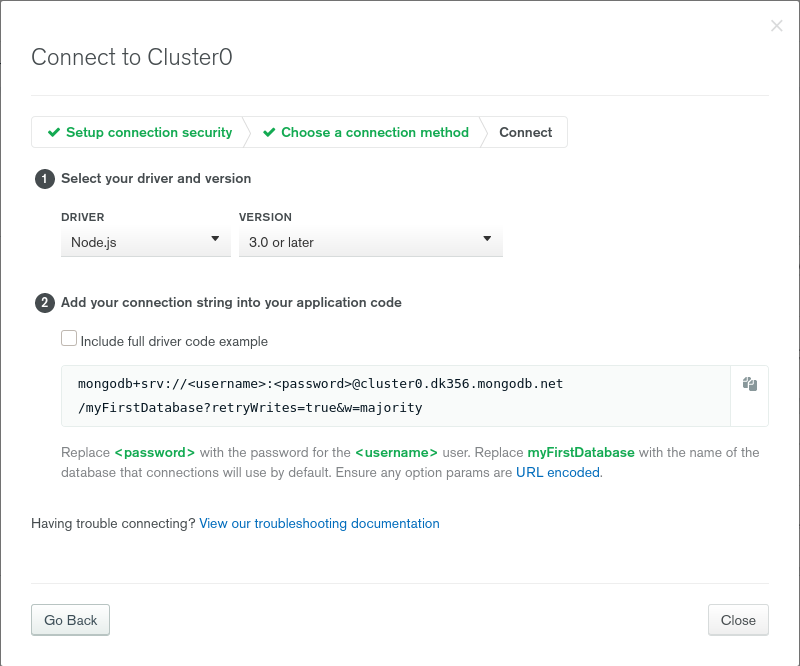 Connect to Cluster0
Setup connection security
Choose a connection method
Connect
1 Select your driver and version
DRIVER
VERSION
Node.js
3.0 or later
2 Add your connection string into your application code
Include full driver code example
mongodb+srv://<username>:<password>@cluster0.dk356.mongodb.net
/myFirstDatabase?retryWrites=true&w=majority
Replace <password> with the password for the <username> user. Replace myFirstDatabase with the name of the
database that connections will use by default. Ensure any option params are URL encoded.
Having trouble connecting? View our troubleshooting documentation
Go Back
Close